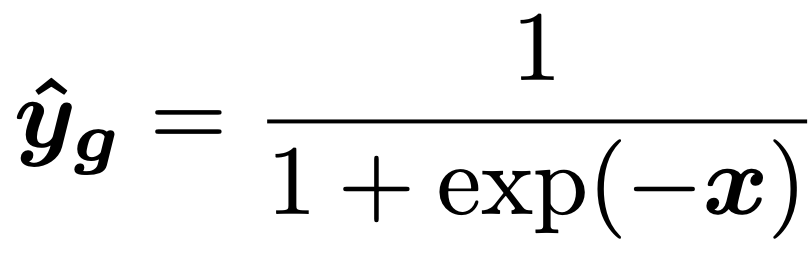 ŷ_g = 1 / (1 + exp(−x))